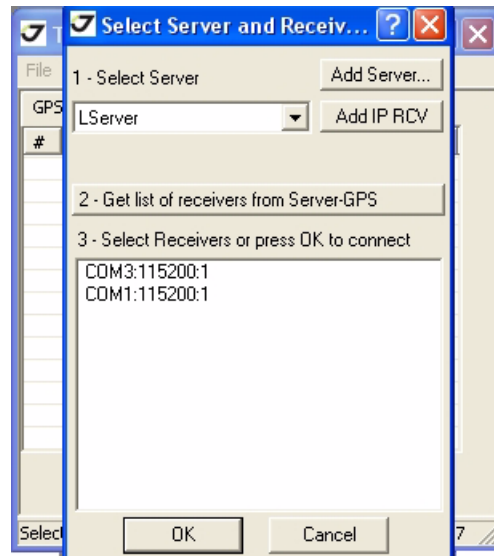 T
Select Server and Receiv...
File
1 - Select Server
Add Server...
GPS
LServer
Add IP RCV
#
2 - Get list of receivers from Server-GPS
3 - Select Receivers or press OK to connect
COM3:115200:1
COM1:115200:1
OK
Cancel
Select
7